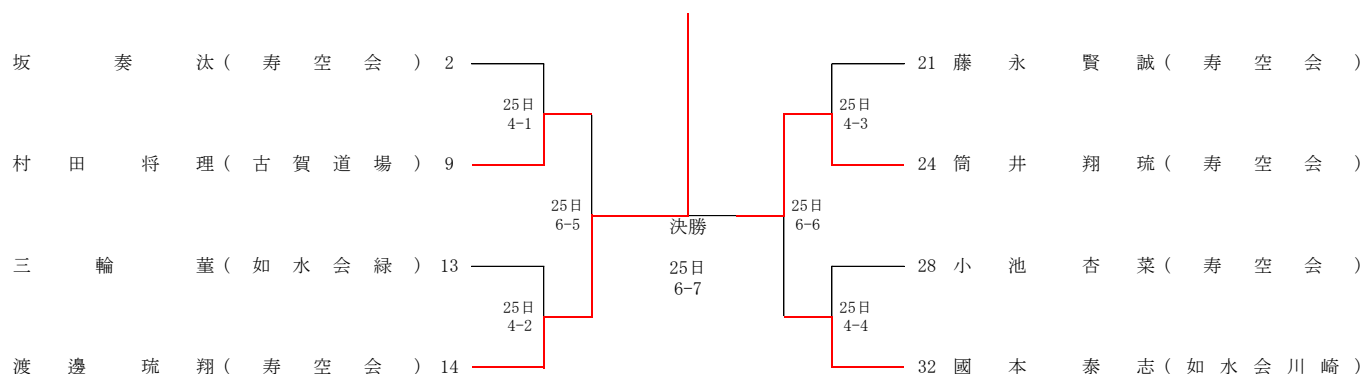 坂奏汰(寿空会) 2
25日
4-1
村田将理(古賀道場) 9
25日
6-5
三輪菫(如水会緑) 13
25日
4-2
渡邊琉翔(寿空会) 14
決勝
25日
6-7
21 藤永賢誠(寿空会)
25日
4-3
24 筒井翔琉(寿空会)
25日
6-6
28 小池杏菜(寿空会)
25日
4-4
32 國本泰志(如水会川崎)